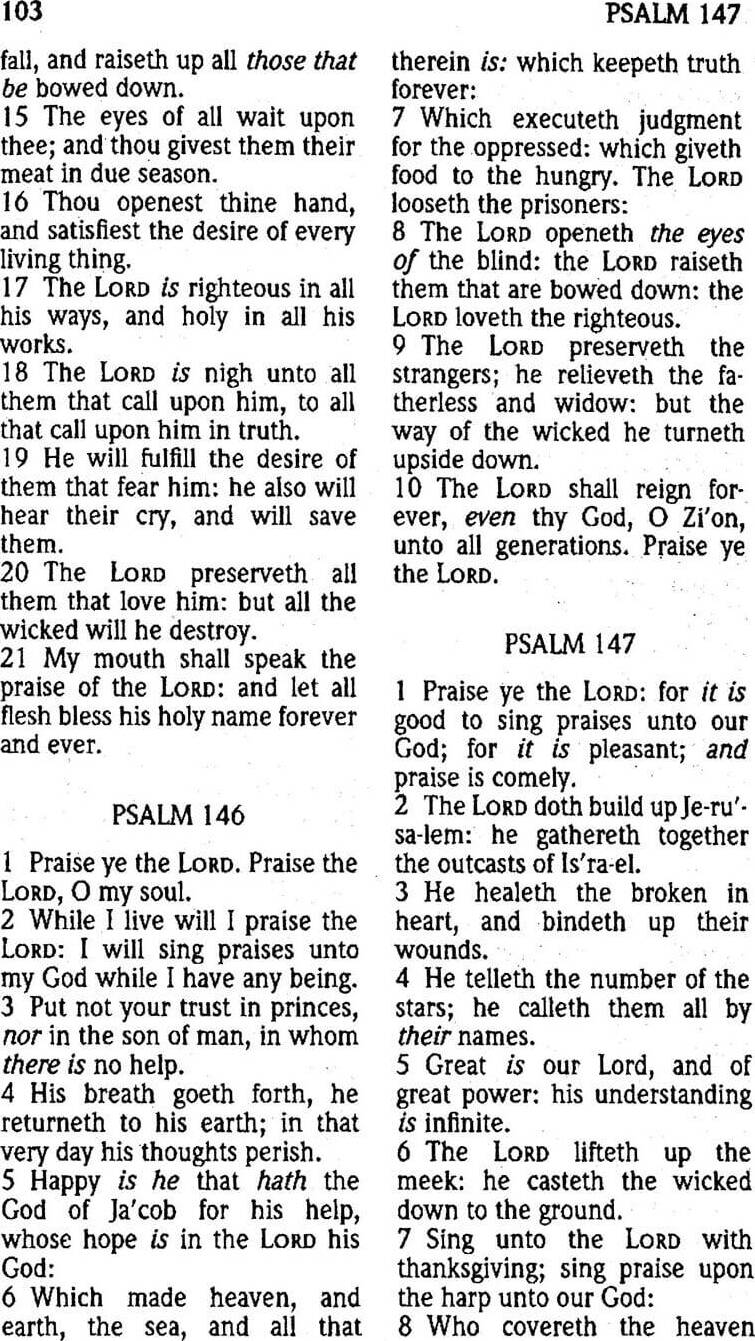 103
PSALM 147
fall, and raiseth up all those that
be bowed down.
15 The eyes of all wait upon
thee; and thou givest them their
meat in due season.
16 Thou openest thine hand,
and satisfiest the desire of every
living thing.
17 The LORD is righteous in all
his ways, and holy in all his
works.
18 The LORD is nigh unto all
them that call upon him, to all
that call upon him in truth.
19 He will fulfill the desire of
them that fear him: he also will
hear their cry, and will save
them.
20 The LORD preserveth all
them that love him: but all the
wicked will he destroy.
21 My mouth shall speak the
praise of the LORD: and let all
flesh bless his holy name forever
and ever.
PSALM 146
1 Praise ye the LORD. Praise the
LORD, O my soul.
2 While I live will I praise the
LORD: I will sing praises unto
my God while I have any being.
3 Put not your trust in princes,
nor in the son of man, in whom
there is no help.
4 His breath goeth forth, he
returneth to his earth; in that
very day his thoughts perish.
5 Happy is he that hath the
God of Ja'cob for his help,
whose hope is in the LORD his
God:
6 Which made heaven, and
earth, the sea, and all that
therein is: which keepeth truth
forever:
7 Which executeth judgment
for the oppressed: which giveth
food to the hungry. The LORD
looseth the prisoners:
8 The LORD openeth the eyes
of the blind: the LORD raiseth
them that are bowed down: the
LORD loveth the righteous.
9 The LORD preserveth the
strangers; he relieveth the fa-
therless and widow: but the
way of the wicked he turneth
upside down.
10 The LORD shall reign for-
ever, even thy God, O Zi'on,
unto all generations. Praise ye
the LORD.
PSALM 147
1 Praise ye the LORD: for it is
good to sing praises unto our
God; for it is pleasant; and
praise is comely.
2 The LORD doth build up Je-ru'-
sa-lem: he gathereth together
the outcasts of Is'ra-el.
3 He healeth the broken in
heart, and bindeth up their
wounds.
4 He telleth the number of the
stars; he calleth them all by
their names.
5 Great is our Lord, and of
great power: his understanding
is infinite.
6 The LORD lifteth up the
meek: he casteth the wicked
down to the ground.
7 Sing unto the LORD with
thanksgiving; sing praise upon
the harp unto our God:
8 Who covereth the heaven